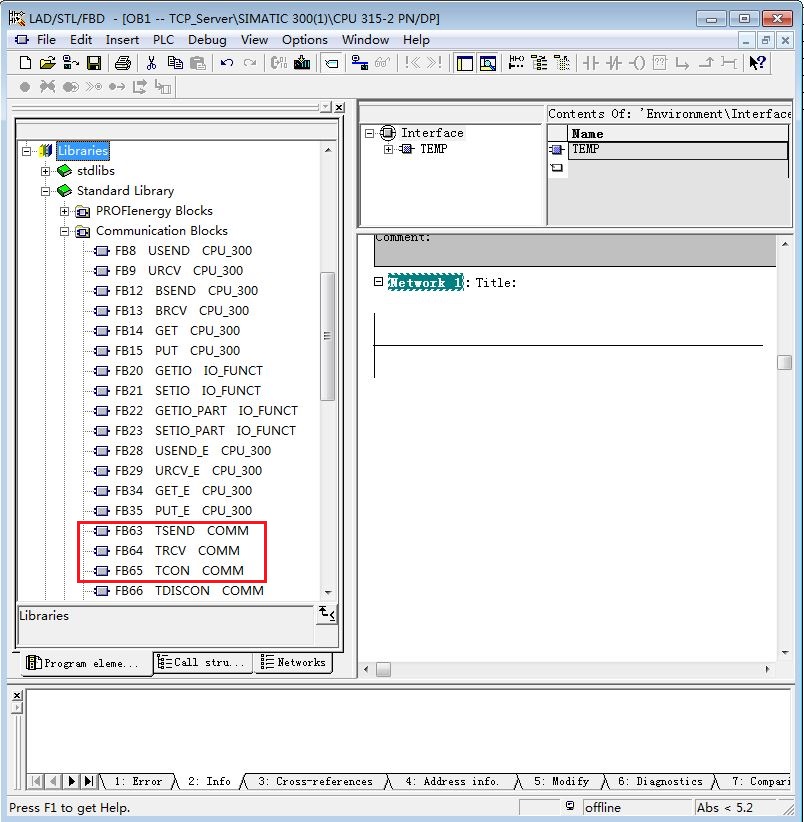 LAD/STL/FBD - [OB1 -- TCP_Server\SIMATIC 300(1)\CPU 315-2 PN/DP]
File Edit Insert PLC Debug View Options Window Help
Contents Of: 'Environment\Interface
Interface
Name
TEMP
TEMP
Libraries
stdlibs
Standard Library
PROFIenergy Blocks
Communication Blocks
FB8 USEND CPU_300
FB9 URCV CPU_300
FB12 BSEND CPU_300
FB13 BRCV CPU_300
FB14 GET CPU_300
FB15 PUT CPU_300
FB20 GETIO IO_FUNCT
FB21 SETIO IO_FUNCT
FB22 GETIO_PART IO_FUNCT
FB23 SETIO_PART IO_FUNCT
FB28 USEND_E CPU_300
FB29 URCV_E CPU_300
FB34 GET_E CPU_300
FB35 PUT_E CPU_300
FB63 TSEND COMM
FB64 TRCV COMM
FB65 TCON COMM
FB66 TDISCON COMM
Libraries
Program eleme... Call stru... Networks
Comment:
Network 1: Title:
1: Error 2: Info 3: Cross-references 4: Address info. 5: Modify 6: Diagnostics 7: Compari
Press F1 to get Help. offline Abs < 5.2